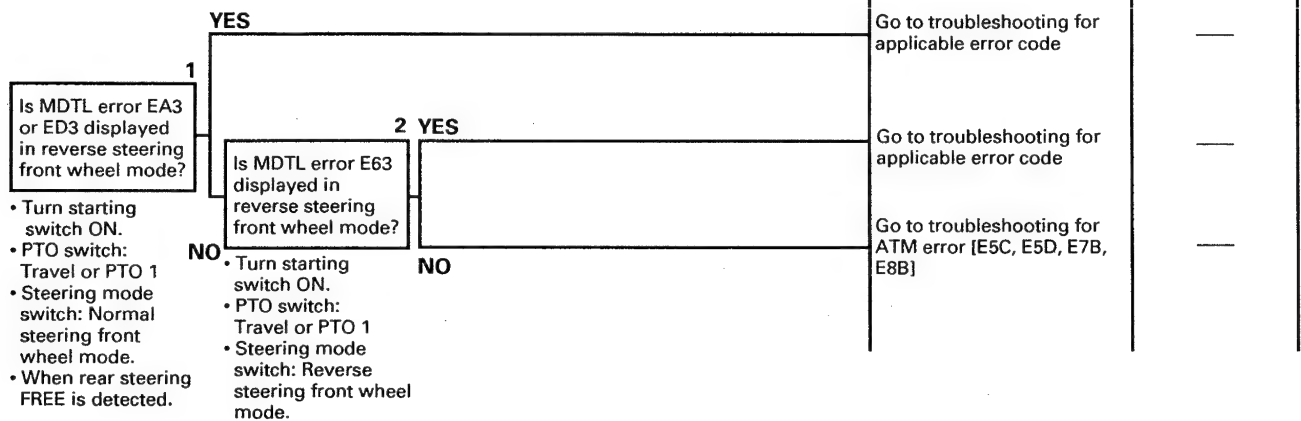 YES
Go to troubleshooting for
applicable error code
1
Is MDTL error EA3
or ED3 displayed
in reverse steering
front wheel mode?
• Turn starting
switch ON.
• PTO switch:
Travel or PTO 1
• Steering mode
switch: Normal
steering front
wheel mode.
• When rear steering
FREE is detected.
NO
2 YES
Is MDTL error E63
displayed in
reverse steering
front wheel mode?
• Turn starting
switch ON.
• PTO switch:
Travel or PTO 1
• Steering mode
switch: Reverse
steering front wheel
mode.
Go to troubleshooting for
applicable error code
NO
Go to troubleshooting for
ATM error [E5C, E5D, E7B,
E8B]